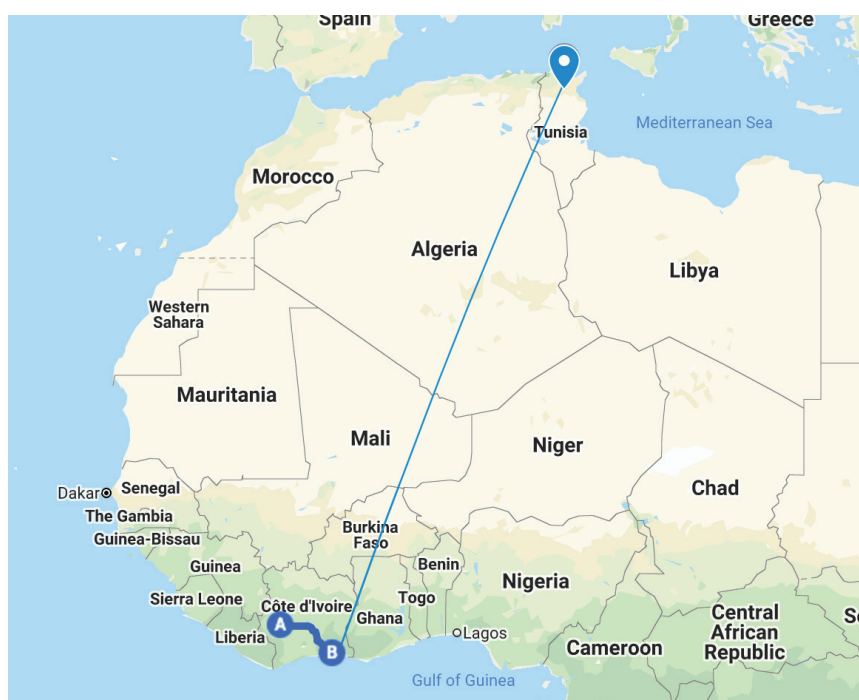 Spain
Greece
Mediterranean Sea
Tunisia
Morocco
Algeria
Libya
Western
Sahara
Mauritania
Mali
Niger
Chad
Dakar
Senegal
The Gambia
Guinea-Bissau
Burkina
Faso
Guinea
Benin
Nigeria
Sierra Leone
Côte d'Ivoire
Togo
Ghana
A
Liberia
B
Lagos
Cameroon
Central
African
Republic
So
Gulf of Guinea